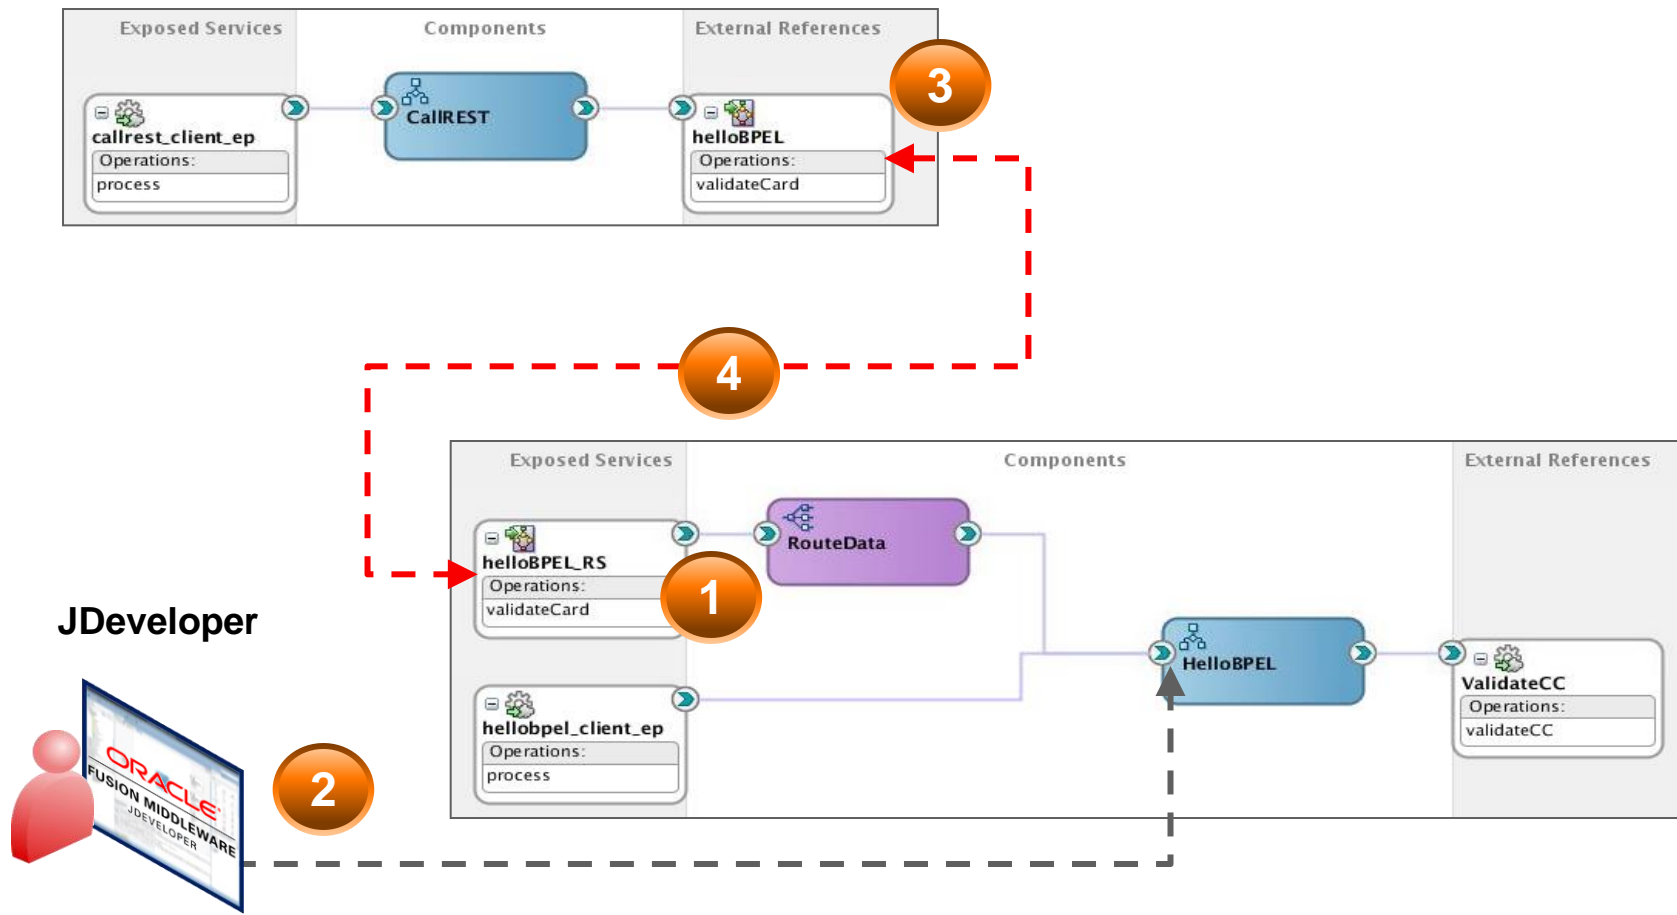 Exposed Services
Components
External References
3
callrest_client_ep
Operations:
process
CallREST
helloBPEL
Operations:
validateCard
4
Exposed Services
Components
External References
helloBPEL_RS
Operations:
validateCard
1
RouteData
HelloBPEL
ValidateCC
Operations:
validateCC
hellobpel_client_ep
Operations:
process
JDeveloper
ORACLE
FUSION MIDDLEWARE
JDEVELOPER
2